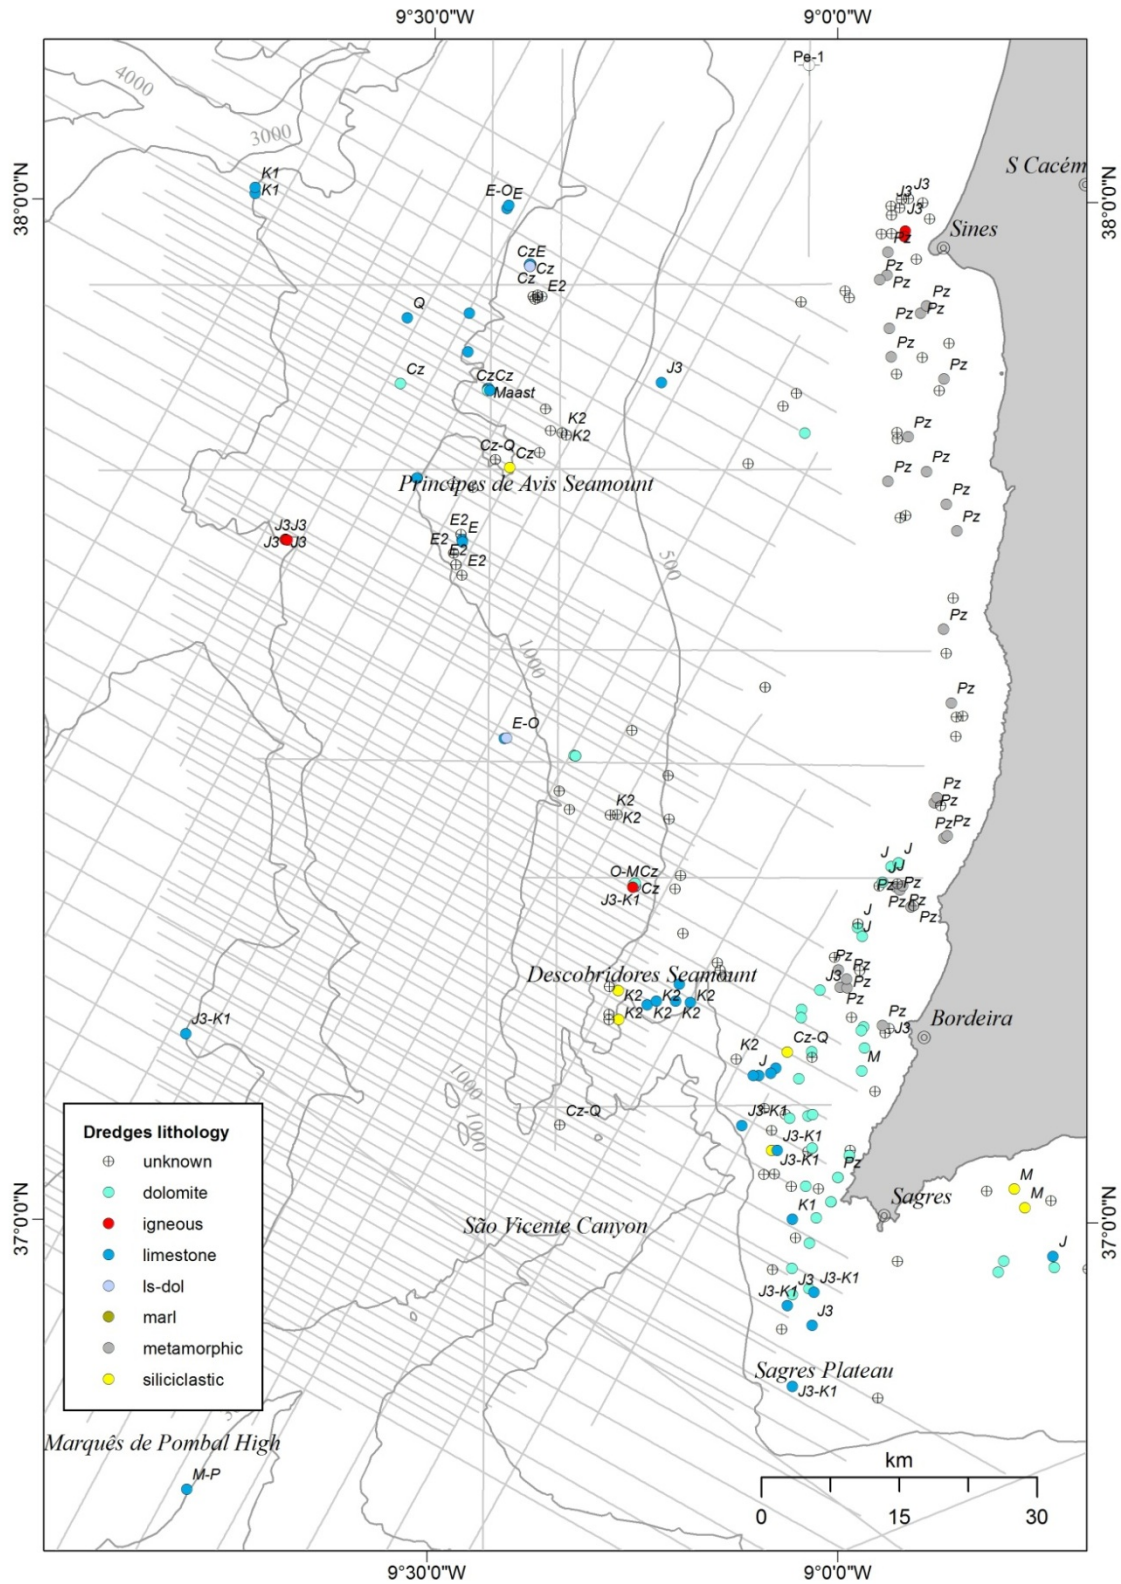 9°30'0"W 9°0'0"W
Pe-1
4000
3000
38°0'0"N 38°0'0"N
K1
K1
E-O E
S Cacém
J3 J3
J3
Sines
Pz
CzE
Cz
Cz
E2
Pz
Pz
Q
Pz
Pz
Pz
Pz
Cz
CzCz
Maast
J3
Pz
K2
K2
Cz-Q
Cz
Pz
Pz
Príncipes de Avis Seamount
Pz
Pz
J3J3
J3 J3
E2
E
E2
E2
E2
500
Pz
1000
Pz
E-O
Pz
Pz
K2
K2
Pz Pz
J J
JJ
O-MCz
Cz
J3-K1
Pz Pz
Pz Pz
Pz
J
J
Descobridores Seamount
Pz
Pz
J3
Pz
Pz
K2 K2 K2
K2 K2 K2
Pz
J3
Bordeira
Cz-Q
K2
J
M
1000
1000
Cz-Q
J3-K1
J3-K1
J3-K1
Pz
M
M
Sagres
K1
São Vicente Canyon
37°0'0"N 37°0'0"N
J
J3 J3-K1
J3-K1
J3
Sagres Plateau
J3-K1
Dredges lithology
unknown
dolomite
igneous
limestone
ls-dol
marl
metamorphic
siliciclastic
Marquês de Pombal High
M-P
km
0 15 30
9°30'0"W 9°0'0"W